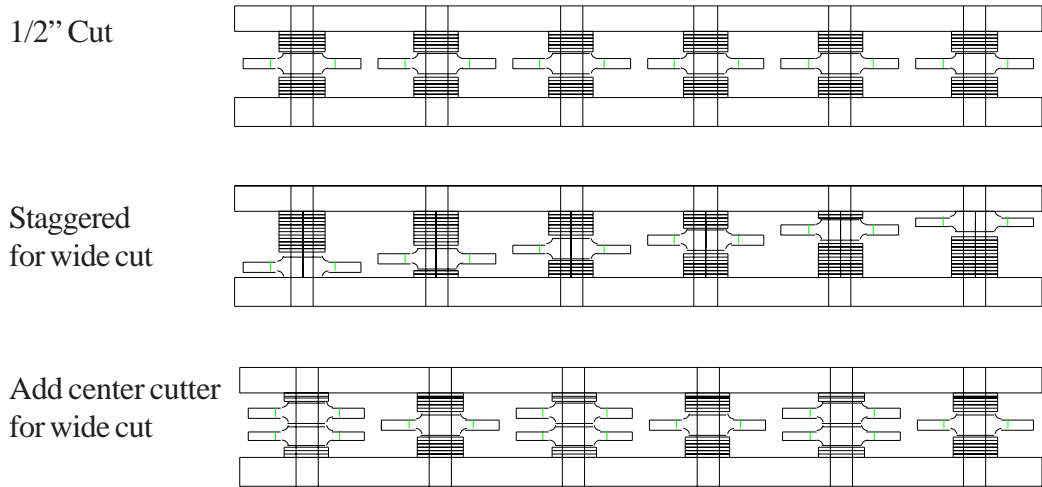 1/2” Cut
Staggered
for wide cut
Add center cutter
for wide cut